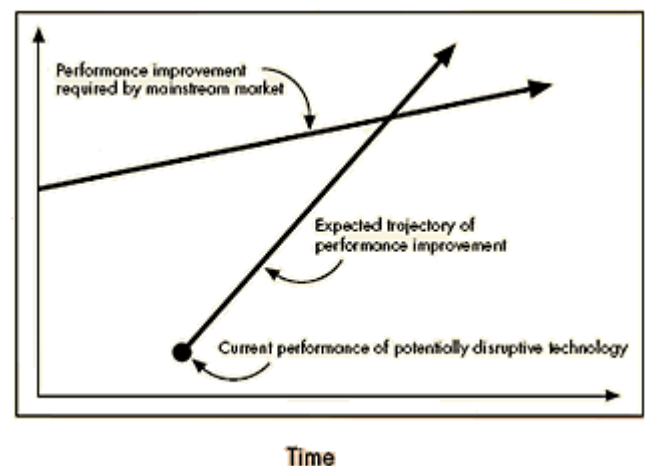 Performance improvement
required by mainstream market
Expected trajectory of
performance improvement
Current performance of potentially disruptive technology
Time